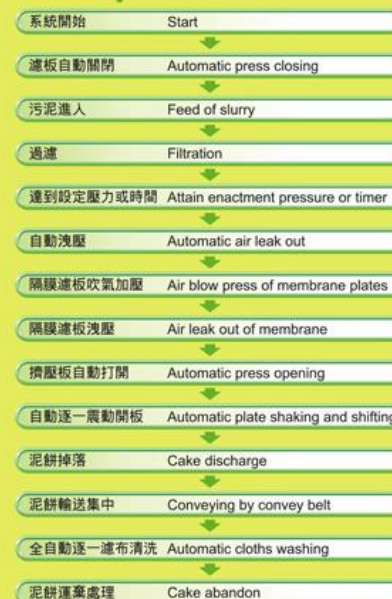 系統開始 Start
濾板自動關閉 Automatic press closing
污泥進入 Feed of slurry
過濾 Filtration
達到設定壓力或時間 Attain enactment pressure or timer
自動洩壓 Automatic air leak out
隔膜濾板吹氣加壓 Air blow press of membrane plates
隔膜濾板洩壓 Air leak out of membrane
擠壓板自動打開 Automatic press opening
自動逐一震動開板 Automatic plate shaking and shifting
泥餅掉落 Cake discharge
泥餅輸送集中 Conveying by convey belt
全自動逐一濾布清洗 Automatic cloths washing
泥餅運棄處理 Cake abandon